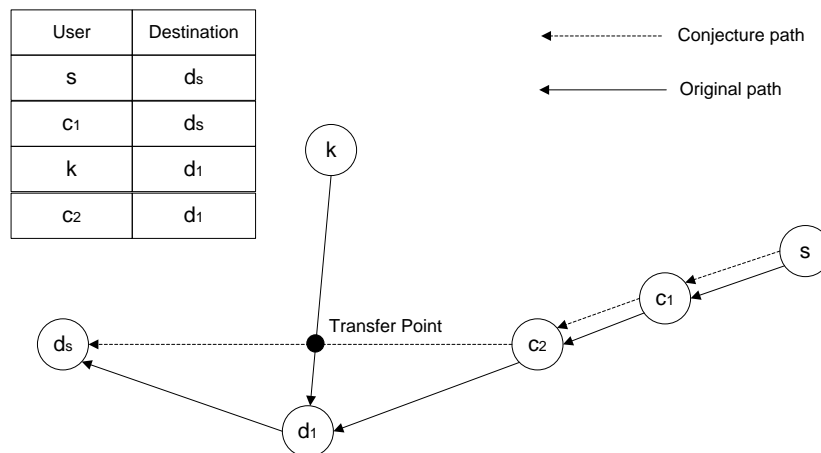 User Destination
s ds
c1 ds
k d1
c2 d1
Conjecture path
Original path
k
s
c1
Transfer Point
ds
c2
d1